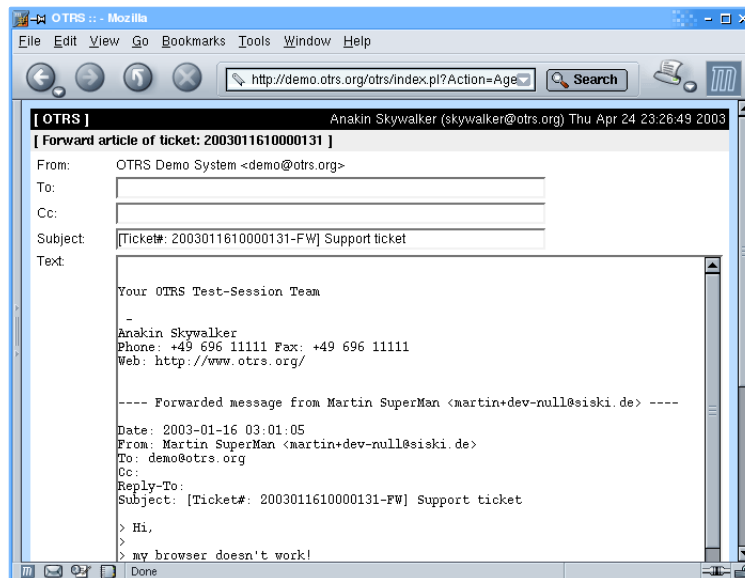 OTRS :: - Mozilla
File Edit View Go Bookmarks Tools Window Help
http://demo.otrs.org/otrs/index.pl?Action=Age
Search
[ OTRS ] Anakin Skywalker (skywalker@otrs.org) Thu Apr 24 23:26:49 2003
[ Forward article of ticket: 2003011610000131 ]
From: OTRS Demo System <demo@otrs.org>
To:
Cc:
Subject: [Ticket#: 2003011610000131-FW] Support ticket
Text:
Your OTRS Test-Session Team
-
Anakin Skywalker
Phone: +49 696 11111 Fax: +49 696 11111
Web: http://www.otrs.org/
---- Forwarded message from Martin SuperMan <martin+dev-null@siski.de> ----
Date: 2003-01-16 03:01:05
From: Martin SuperMan <martin+dev-null@siski.de>
To: demo@otrs.org
Cc:
Reply-To:
Subject: [Ticket#: 2003011610000131-FW] Support ticket
> Hi,
>
> my browser doesn't work!
Done